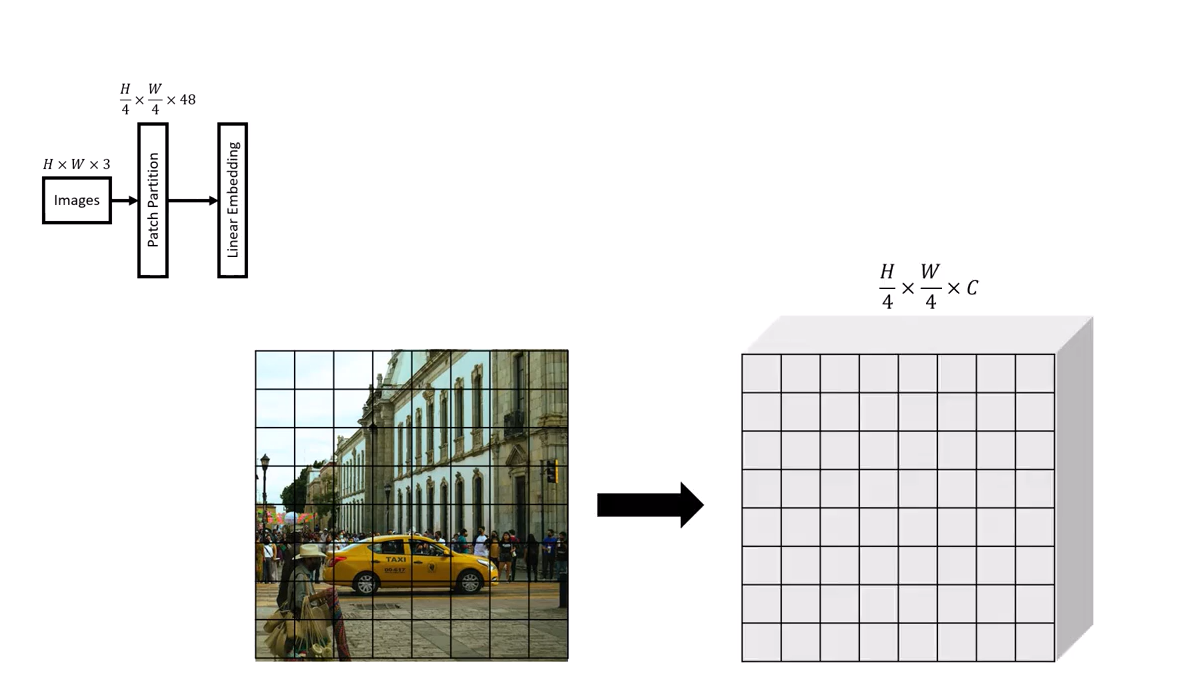 H/4 × W/4 × 48
H × W × 3
Images
Patch Partition
Linear Embedding
H/4 × W/4 × C
TAXI